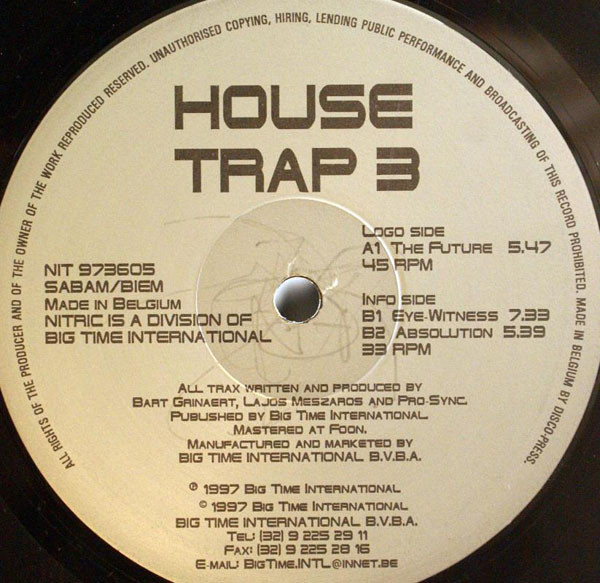 ALL RIGHTS OF THE PRODUCER AND OF THE OWNER OF THE WORK REPRODUCED RESERVED. UNAUTHORISED COPYING, HIRING, LENDING PUBLIC PERFORMANCE AND BROADCASTING OF THIS RECORD PROHIBITED. MADE IN BELGIUM BY DISCO-PRESS.
HOUSE
TRAP 3
NIT 973605
SABAM/BIEM
MADE IN BELGIUM
NITRIC IS A DIVISION OF
BIG TIME INTERNATIONAL
LOGO SIDE
A1 THE FUTURE 5.47
45 RPM
INFO SIDE
B1 EYE-WITNESS 7.33
B2 ABSOLUTION 5.39
33 RPM
ALL TRAX WRITTEN AND PRODUCED BY
BART GRINAERT, LAJOS MESZAROS AND PRO-SYNC.
PUBLISHED BY BIG TIME INTERNATIONAL.
MASTERED AT FOON.
MANUFACTURED AND MARKETED BY
BIG TIME INTERNATIONAL B.V.B.A.
℗ 1997 BIG TIME INTERNATIONAL
© 1997 BIG TIME INTERNATIONAL
BIG TIME INTERNATIONAL B.V.B.A.
TEL: (32) 9 225 29 11
FAX: (32) 9 225 28 16
E-MAIL: BIGTIME.INTL@INNET.BE